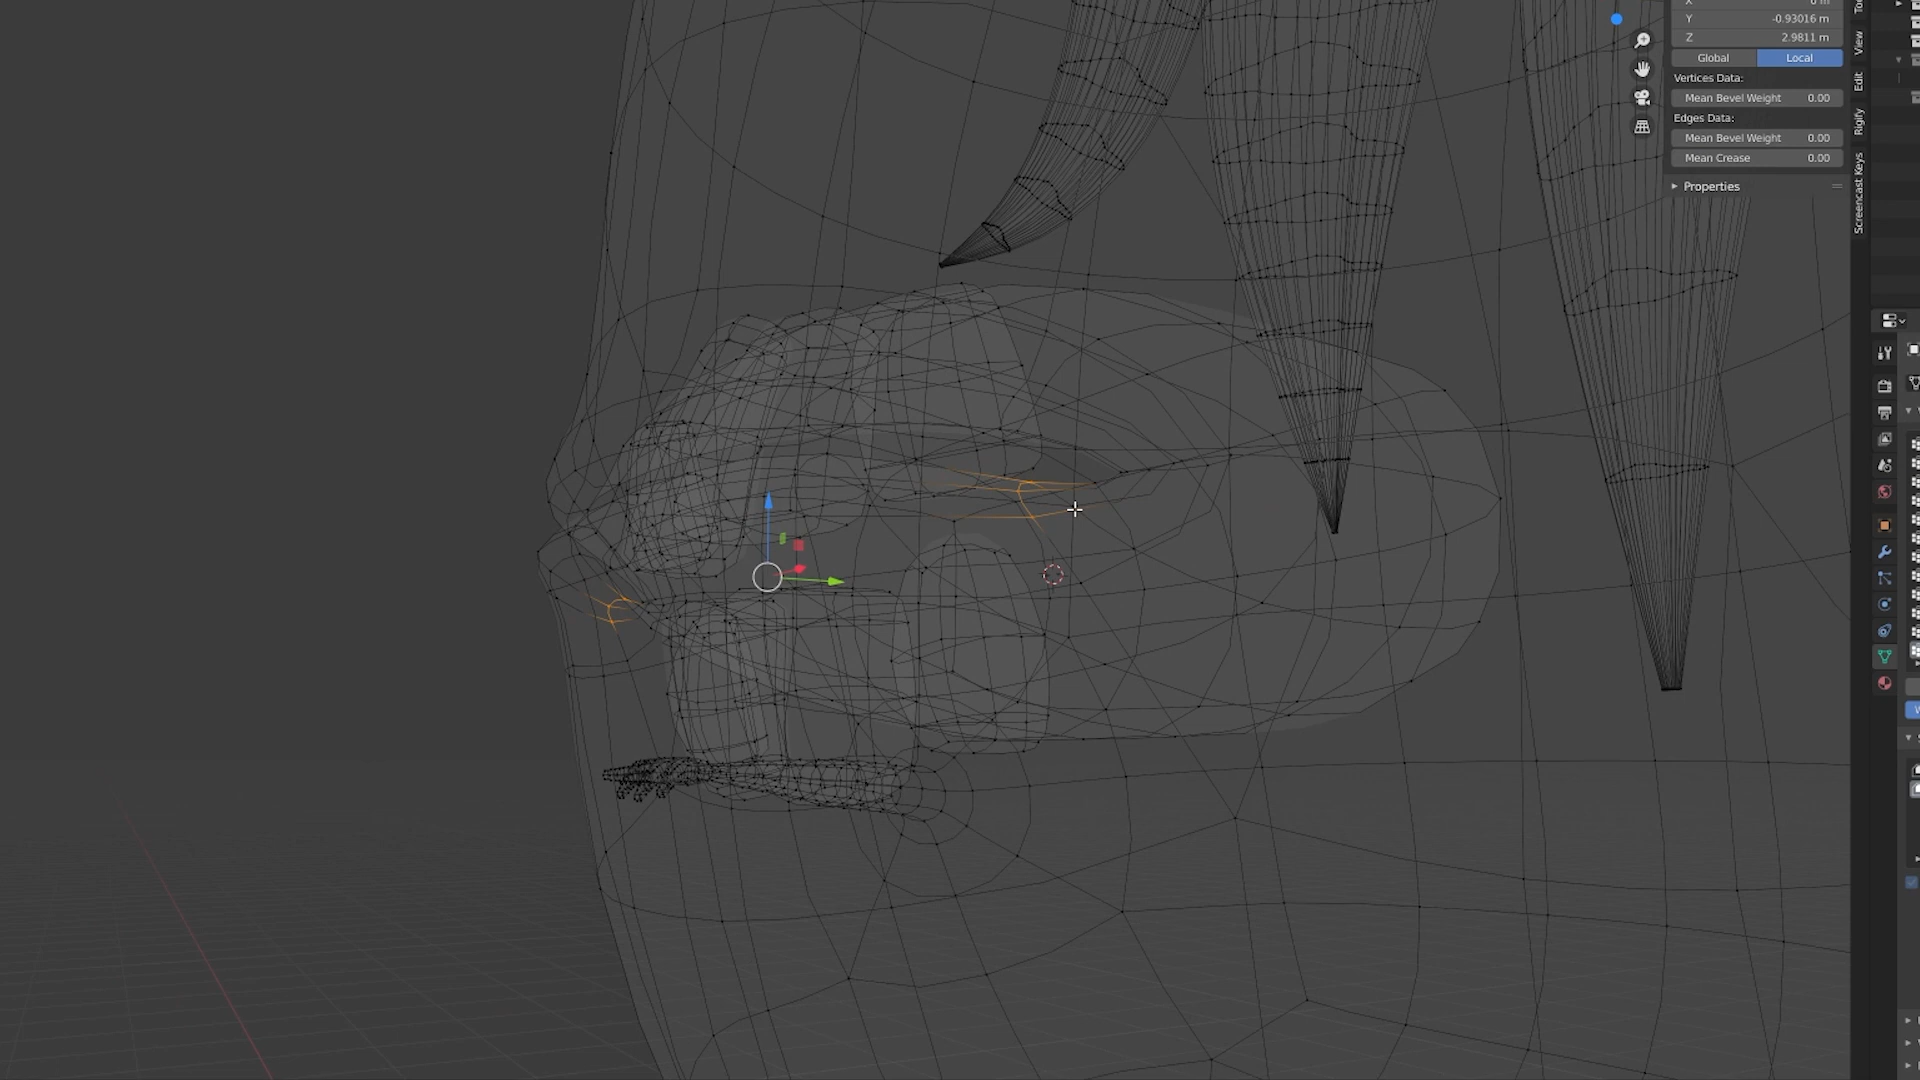 X 0 m
Y -0.93016 m
Z 2.9811 m
Global Local
Vertices Data:
Mean Bevel Weight 0.00
Edges Data:
Mean Bevel Weight 0.00
Mean Crease 0.00
Properties
View
Edit
Rigify
Screencast Keys